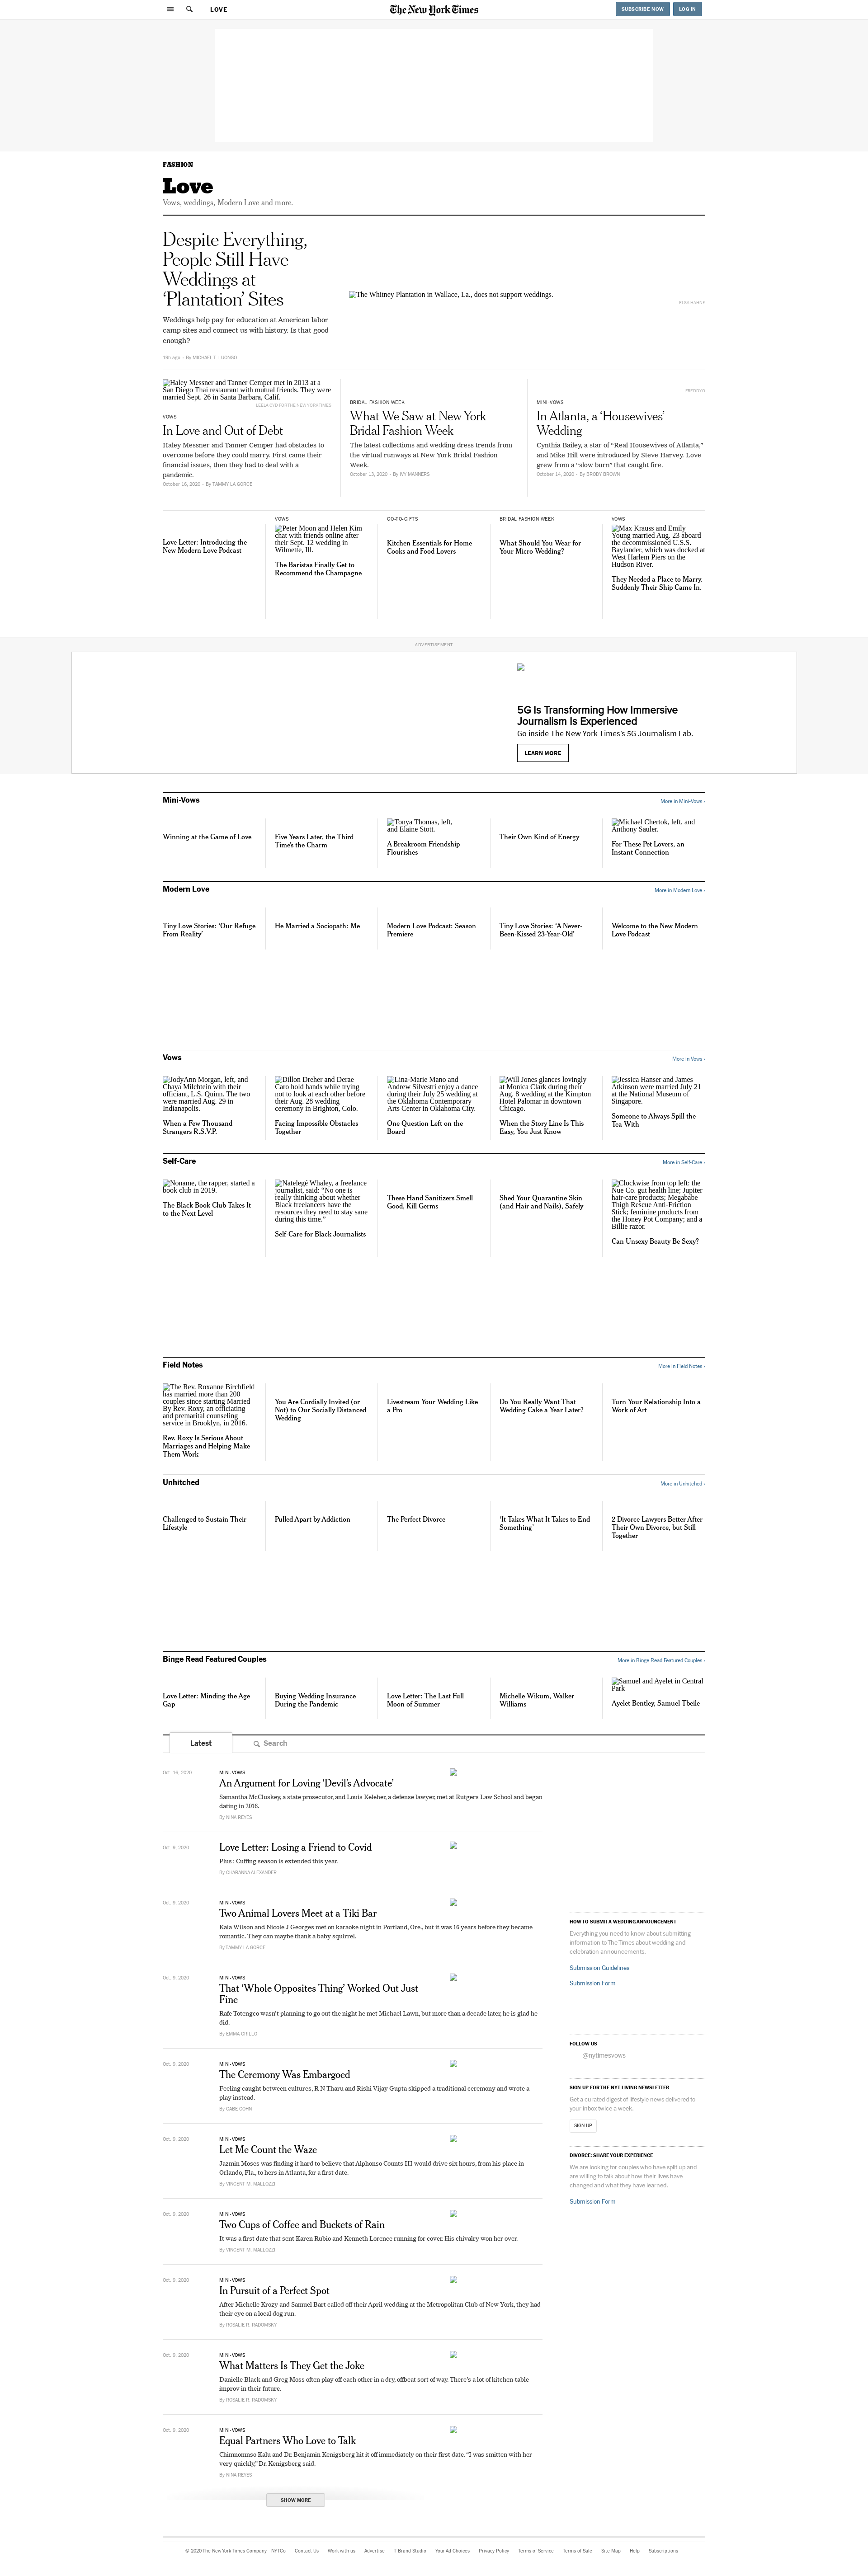 LOVE
The New York Times
SUBSCRIBE NOW
LOG IN
FASHION
Love
Vows, weddings, Modern Love and more.
Despite Everything,
People Still Have
Weddings at
‘Plantation’ Sites
Weddings help pay for education at American labor
camp sites and connect us with history. Is that good
enough?
19h ago – By MICHAEL T. LUONGO
The Whitney Plantation in Wallace, La., does not support weddings.
Haley Messner and Tanner Cemper met in 2013 at a
San Diego Thai restaurant with mutual friends. They were
married Sept. 26 in Santa Barbara, Calif.
VOWS
In Love and Out of Debt
Haley Messner and Tanner Cemper had obstacles to
overcome before they could marry. First came their
financial issues, then they had to deal with a
pandemic.
October 16, 2020 – By TAMMY LA GORCE
BRIDAL FASHION WEEK
What We Saw at New York
Bridal Fashion Week
The latest collections and wedding dress trends from
the virtual runways at New York Bridal Fashion
Week.
October 15, 2020 – By IVY MANNERS
MINI-VOWS
In Atlanta, a ‘Housewives’
Wedding
Cynthia Bailey, a star of “Real Housewives of Atlanta,”
and Mike Hill were introduced by Steve Harvey. Love
grew from a “slow burn” that caught fire.
October 14, 2020 – By BRODY BROWN
Love Letter: Introducing the
New Modern Love Podcast
VOWS
Peter Moon and Helen Kim
chat with friends online after
their Sept. 12 wedding in
Wilmette, Ill.
The Baristas Finally Get to
Recommend the Champagne
GO-TO-GIFTS
Kitchen Essentials for Home
Cooks and Food Lovers
BRIDAL FASHION WEEK
What Should You Wear for
Your Micro Wedding?
VOWS
Max Krauss and Emily
Young married Aug. 23 aboard
the decommissioned U.S.S.
Baylander, which was docked at
West Harlem Piers on the
Hudson River.
They Needed a Place to Marry.
Suddenly Their Ship Came In.
ADVERTISEMENT
5G Is Transforming How Immersive
Journalism Is Experienced
Go inside The New York Times’s 5G Journalism Lab.
LEARN MORE
Mini-Vows
More in Mini-Vows ›
Winning at the Game of Love
Five Years Later, the Third
Time’s the Charm
Tonya Thomas, left,
and Elaine Stott.
A Breakroom Friendship
Flourishes
Their Own Kind of Energy
Michael Chertok, left, and
Anthony Sauler.
For These Pet Lovers, an
Instant Connection
Modern Love
More in Modern Love ›
Tiny Love Stories: ‘Our Refuge
From Reality’
He Married a Sociopath: Me
Modern Love Podcast: Season
Premiere
Tiny Love Stories: ‘A Never-
Been-Kissed 23-Year-Old’
Welcome to the New Modern
Love Podcast
Vows
More in Vows ›
JodyAnn Morgan, left, and
Chaya Milchtein with their
officiant, L.S. Quinn. The two
were married Aug. 29 in
Indianapolis.
When a Few Thousand
Strangers R.S.V.P.
Dillon Dreher and Derae
Caro hold hands while trying
not to look at each other before
their Aug. 28 wedding
ceremony in Brighton, Colo.
Facing Impossible Obstacles
Together
Lina-Marie Mano and
Andrew Silvestri enjoy a dance
during their July 25 wedding at
the Oklahoma Contemporary
Arts Center in Oklahoma City.
One Question Left on the
Board
Will Jones glances lovingly
at Monica Clark during their
Aug. 8 wedding at the Kimpton
Hotel Palomar in downtown
Chicago.
When the Story Line Is This
Easy, You Just Know
Jessica Hanser and James
Atkinson were married July 21
at the National Museum of
Singapore.
Someone to Always Spill the
Tea With
Self-Care
More in Self-Care ›
Noname, the rapper, started a
book club in 2019.
The Black Book Club Takes It
to the Next Level
Natelegé Whaley, a freelance
journalist, said: “No one is
really thinking about whether
Black freelancers have the
resources they need to stay sane
during this time.”
Self-Care for Black Journalists
These Hand Sanitizers Smell
Good, Kill Germs
Shed Your Quarantine Skin
(and Hair and Nails), Safely
Clockwise from top left: the
Nue Co. gut health line; Jupiter
hair-care products; Megababe
Thigh Rescue Anti-Friction
Stick; feminine products from
the Honey Pot Company; and a
Billie razor.
Can Unsexy Beauty Be Sexy?
Field Notes
More in Field Notes ›
The Rev. Roxanne Birchfield
has married more than 200
couples since starting Married
By Rev. Roxy, an officiating
and premarital counseling
service in Brooklyn, in 2016.
Rev. Roxy Is Serious About
Marriages and Helping Make
Them Work
You Are Cordially Invited (or
Not) to Our Socially Distanced
Wedding
Livestream Your Wedding Like
a Pro
Do You Really Want That
Wedding Cake a Year Later?
Turn Your Relationship Into a
Work of Art
Unhitched
More in Unhitched ›
Challenged to Sustain Their
Lifestyle
Pulled Apart by Addiction
The Perfect Divorce
‘It Takes What It Takes to End
Something’
2 Divorce Lawyers Better After
Their Own Divorce, but Still
Together
Binge Read Featured Couples
More in Binge Read Featured Couples ›
Love Letter: Minding the Age
Gap
Buying Wedding Insurance
During the Pandemic
Love Letter: The Last Full
Moon of Summer
Michelle Wikum, Walker
Williams
Samuel and Ayelet in Central
Park
Ayelet Bentley, Samuel Tbeile
Latest
Search
Oct. 16, 2020
MINI-VOWS
An Argument for Loving ‘Devil’s Advocate’
Samantha McCluskey, a state prosecutor, and Louis Keleher, a defense lawyer, met at Rutgers Law School and began
dating in 2016.
By NINA REYES
Oct. 9, 2020
Love Letter: Losing a Friend to Covid
Plus: Cuffing season is extended this year.
By CHARANNA ALEXANDER
Oct. 9, 2020
MINI-VOWS
Two Animal Lovers Meet at a Tiki Bar
Kaia Wilson and Nicole J Georges met on karaoke night in Portland, Ore., but it was 16 years before they became
romantic. They can maybe thank a baby squirrel.
By TAMMY LA GORCE
Oct. 9, 2020
MINI-VOWS
That ‘Whole Opposites Thing’ Worked Out Just
Fine
Rafe Totengco wasn’t planning to go out the night he met Michael Lawn, but more than a decade later, he is glad he
did.
By EMMA GRILLO
Oct. 9, 2020
MINI-VOWS
The Ceremony Was Embargoed
Feeling caught between cultures, R N Tharu and Rishi Vijay Gupta skipped a traditional ceremony and wrote a
play instead.
By GABE COHN
Oct. 9, 2020
MINI-VOWS
Let Me Count the Waze
Jazmin Moses was finding it hard to believe that Alphonso Counts III would drive six hours, from his place in
Orlando, Fla., to hers in Atlanta, for a first date.
By VINCENT M. MALLOZZI
Oct. 9, 2020
MINI-VOWS
Two Cups of Coffee and Buckets of Rain
It was a first date that sent Karen Rubio and Kenneth Lorence running for cover. His chivalry won her over.
By VINCENT M. MALLOZZI
Oct. 9, 2020
MINI-VOWS
In Pursuit of a Perfect Spot
After Michelle Krozy and Samuel Bart called off their April wedding at the Metropolitan Club of New York, they had
their eye on a local dog run.
By ROSALIE R. RADOMSKY
Oct. 9, 2020
MINI-VOWS
What Matters Is They Get the Joke
Danielle Black and Greg Moss often play off each other in a dry, offbeat sort of way. There’s a lot of kitchen-table
improv in their future.
By ROSALIE R. RADOMSKY
Oct. 9, 2020
MINI-VOWS
Equal Partners Who Love to Talk
Chimnomnso Kalu and Dr. Benjamin Kenigsberg hit it off immediately on their first date. “I was smitten with her
very quickly,” Dr. Kenigsberg said.
By NINA REYES
SHOW MORE
HOW TO SUBMIT A WEDDING ANNOUNCEMENT
Everything you need to know about submitting
information to The Times about wedding and
celebration announcements.
Submission Guidelines
Submission Form
FOLLOW US
@nytimesvows
SIGN UP FOR THE NYT LIVING NEWSLETTER
Get a curated digest of lifestyle news delivered to
your inbox twice a week.
SIGN UP
DIVORCE: SHARE YOUR EXPERIENCE
We are looking for couples who have split up and
are willing to talk about how their lives have
changed and what they have learned.
Submission Form
© 2020 The New York Times Company NYTCo Contact Us Work with us Advertise T Brand Studio Your Ad Choices Privacy Policy Terms of Service Terms of Sale Site Map Help Subscriptions